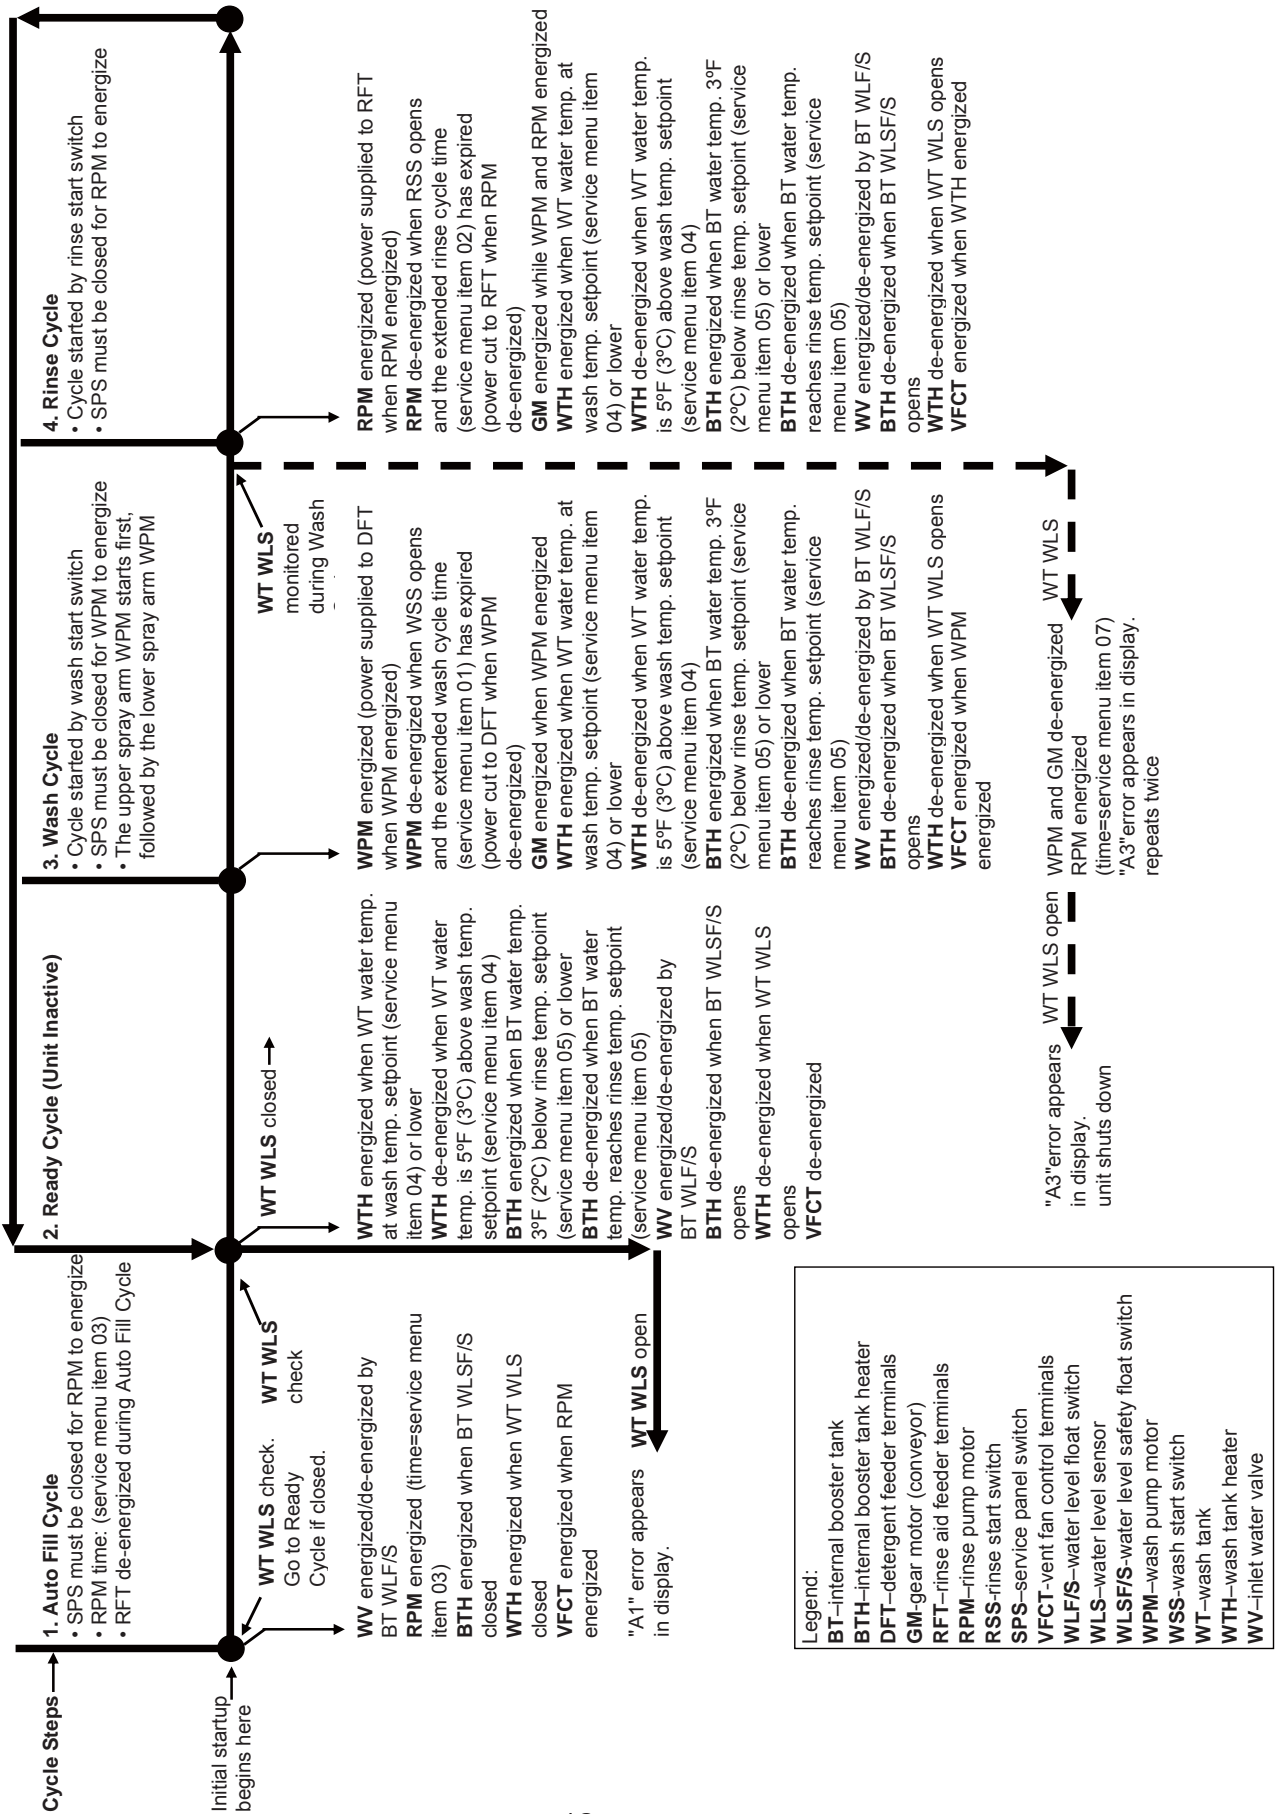 Cycle Steps
Initial startup
begins here
1. Auto Fill Cycle
• SPS must be closed for RPM to energize
• RPM time: (service menu item 03)
• RFT de-energized during Auto Fill Cycle
WT WLS check.
Go to Ready
Cycle if closed.
WT WLS
check
WV energized/de-energized by
BT WLF/S
RPM energized (time=service menu
item 03)
BTH energized when BT WLSF/S
closed
WTH energized when WT WLS
closed
VFCT energized when RPM
energized
"A1" error appears
in display.
WT WLS open
2. Ready Cycle (Unit Inactive)
WT WLS closed
WTH energized when WT water temp.
at wash temp. setpoint (service menu
item 04) or lower
WTH de-energized when WT water
temp. is 5ºF (3ºC) above wash temp.
setpoint (service menu item 04)
BTH energized when BT water temp.
3ºF (2ºC) below rinse temp. setpoint
(service menu item 05) or lower
BTH de-energized when BT water
temp. reaches rinse temp. setpoint
(service menu item 05)
WV energized/de-energized by
BT WLF/S
BTH de-energized when BT WLSF/S
opens
WTH de-energized when WT WLS
opens
VFCT de-energized
3. Wash Cycle
• Cycle started by wash start switch
• SPS must be closed for WPM to energize
• The upper spray arm WPM starts first,
followed by the lower spray arm WPM
WT WLS
monitored
during Wash
WPM energized (power supplied to DFT
when WPM energized)
WPM de-energized when WSS opens
and the extended wash cycle time
(service menu item 01) has expired
(power cut to DFT when WPM
de-energized)
GM energized when WPM energized
WTH energized when WT water temp. at
wash temp. setpoint (service menu item
04) or lower
WTH de-energized when WT water temp.
is 5ºF (3ºC) above wash temp. setpoint
(service menu item 04)
BTH energized when BT water temp. 3ºF
(2ºC) below rinse temp. setpoint (service
menu item 05) or lower
BTH de-energized when BT water temp.
reaches rinse temp. setpoint (service
menu item 05)
WV energized/de-energized by BT WLF/S
BTH de-energized when BT WLSF/S
opens
WTH de-energized when WT WLS opens
VFCT energized when WPM
energized
4. Rinse Cycle
• Cycle started by rinse start switch
• SPS must be closed for RPM to energize
RPM energized (power supplied to RFT
when RPM energized)
RPM de-energized when RSS opens
and the extended rinse cycle time
(service menu item 02) has expired
(power cut to RFT when RPM
de-energized)
GM energized while WPM and RPM energized
WTH energized when WT water temp. at
wash temp. setpoint (service menu item
04) or lower
WTH de-energized when WT water temp.
is 5ºF (3ºC) above wash temp. setpoint
(service menu item 04)
BTH energized when BT water temp. 3ºF
(2ºC) below rinse temp. setpoint (service
menu item 05) or lower
BTH de-energized when BT water temp.
reaches rinse temp. setpoint (service
menu item 05)
WV energized/de-energized by BT WLF/S
BTH de-energized when BT WLSF/S
opens
WTH de-energized when WT WLS opens
VFCT energized when WTH energized
"A3"error appears
in display.
unit shuts down
WT WLS open
WPM and GM de-energized
RPM energized
(time=service menu item 07)
"A3"error appears in display.
repeats twice
WT WLS
Legend:
BT–internal booster tank
BTH–internal booster tank heater
DFT–detergent feeder terminals
GM-gear motor (conveyor)
RFT–rinse aid feeder terminals
RPM–rinse pump motor
RSS-rinse start switch
SPS–service panel switch
VFCT-vent fan control terminals
WLF/S–water level float switch
WLS–water level sensor
WLSF/S-water level safety float switch
WPM–wash pump motor
WSS-wash start switch
WT–wash tank
WTH–wash tank heater
WV–inlet water valve